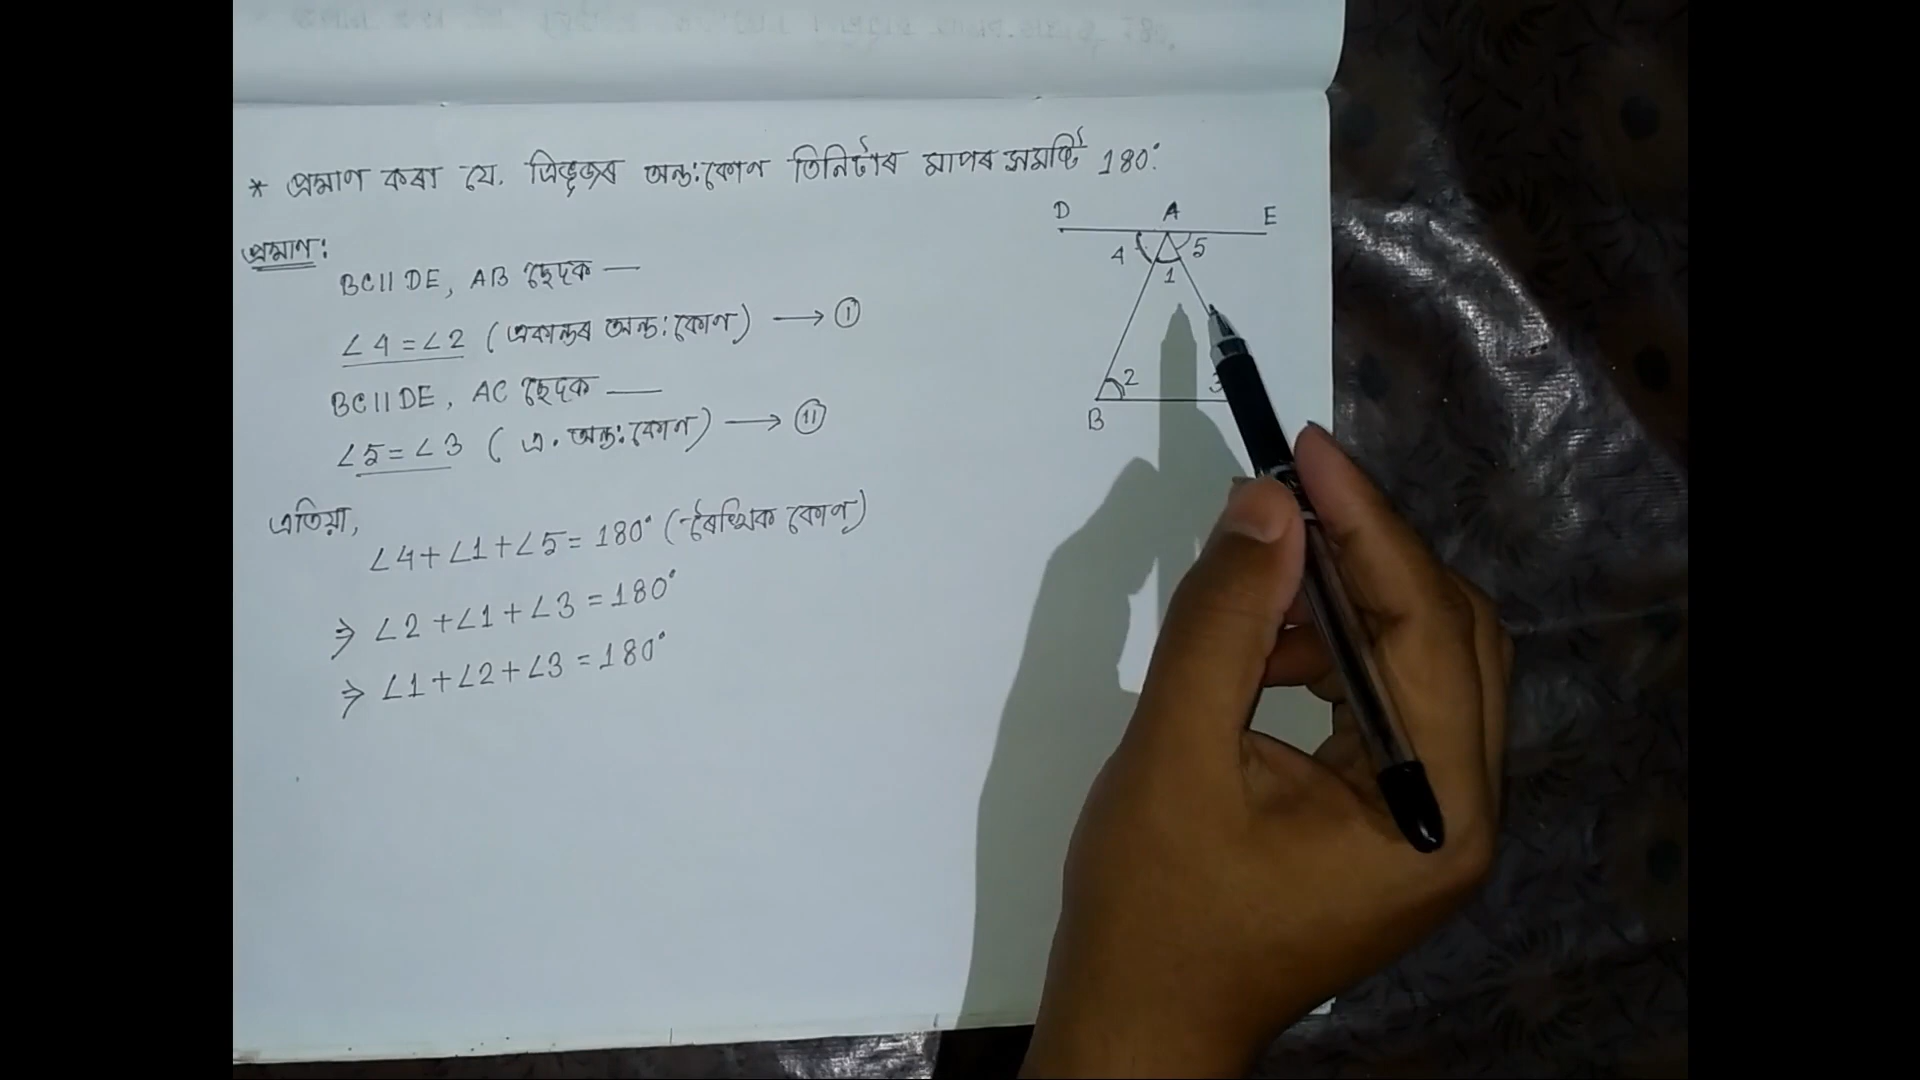 * প্ৰমাণ কৰা যে, ত্ৰিভুজৰ অন্ত:কোণ তিনিটাৰ মাপৰ সমষ্টি 180°.
প্ৰমাণ:
BC||DE, AB ছেদক —
∠4=∠2 (একান্তৰ অন্ত:কোণ) → (I)
BC||DE, AC ছেদক —
∠5=∠3 (এ. অন্ত:কোণ) → (II)
এতিয়া,
∠4+∠1+∠5=180° (ৰৈখিক কোণ)
⇒ ∠2+∠1+∠3=180°
⇒ ∠1+∠2+∠3=180°
D A E
4 5
1
2 3
B